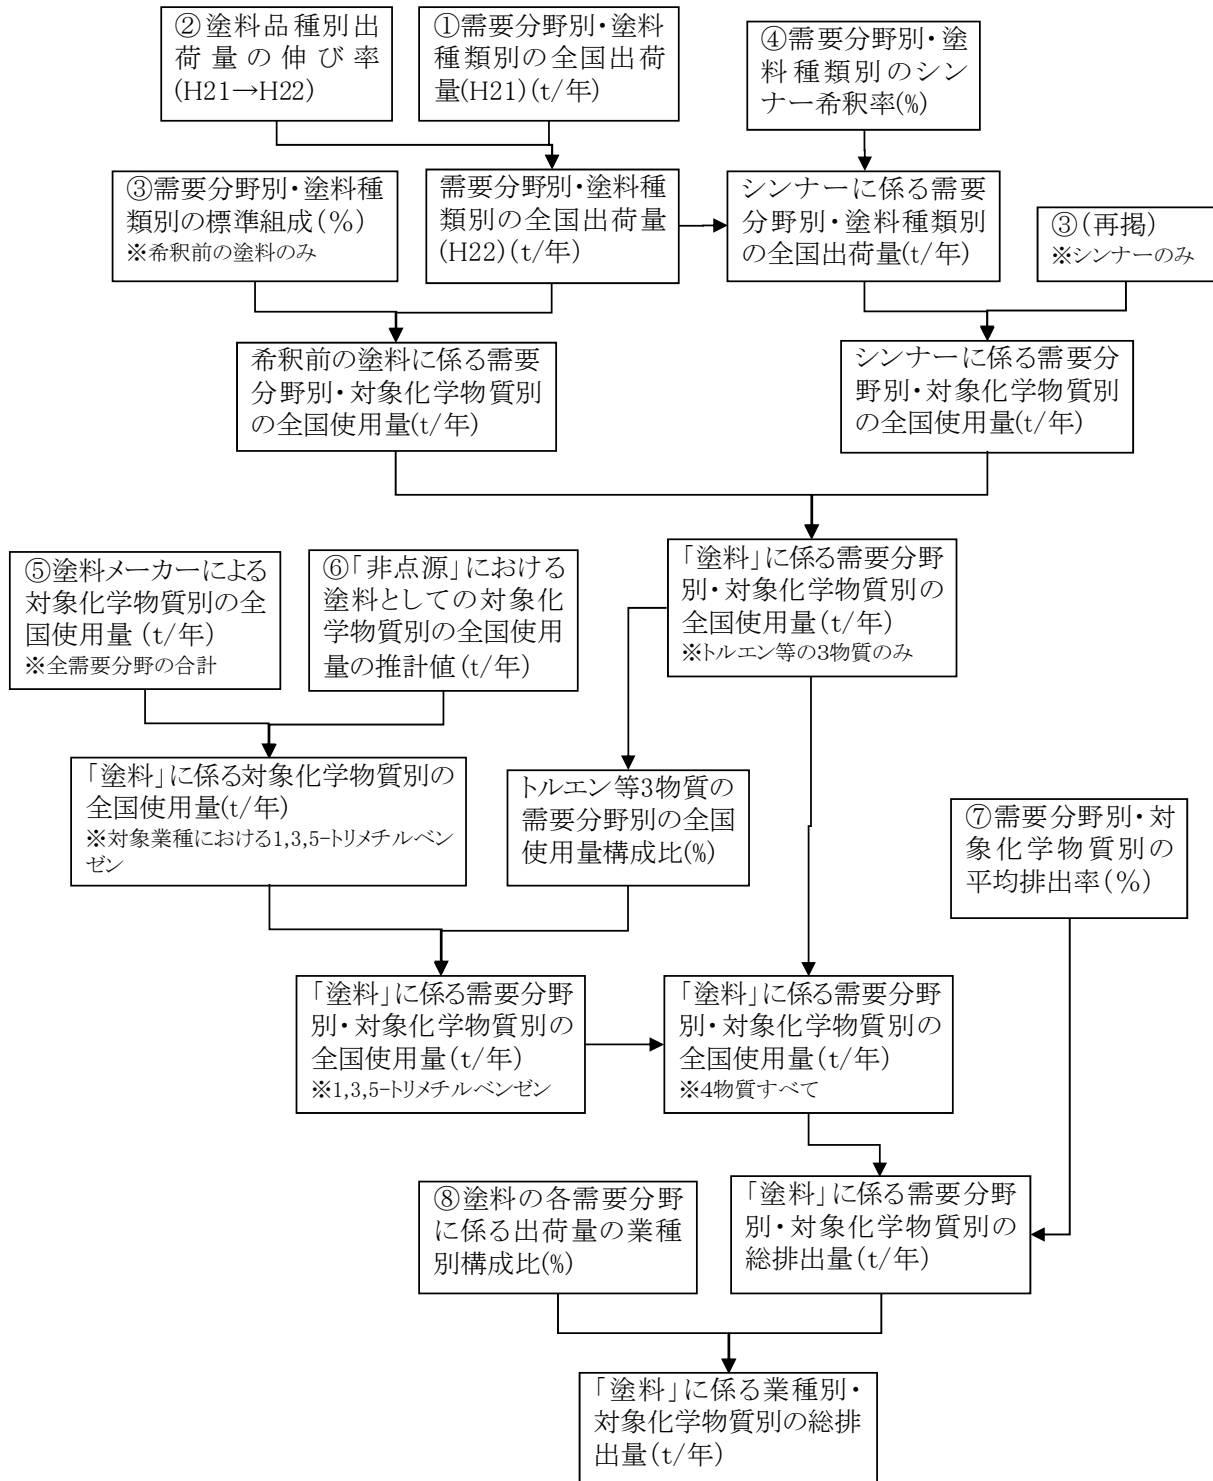 ②塗料品種別出
荷量の伸び率
(H21→H22)
①需要分野別・塗料
種類別の全国出荷
量(H21)(t/年)
④需要分野別・塗
料種類別のシン
ナー希釈率(%)
③需要分野別・塗料種
類別の標準組成(%)
※希釈前の塗料のみ
需要分野別・塗料種
類別の全国出荷量
(H22)(t/年)
シンナーに係る需要
分野別・塗料種類別
の全国出荷量(t/年)
③(再掲)
※シンナーのみ
希釈前の塗料に係る需要
分野別・対象化学物質別
の全国使用量(t/年)
シンナーに係る需要分
野別・対象化学物質別
の全国使用量(t/年)
⑤塗料メーカーによる
対象化学物質別の全
国使用量(t/年)
※全需要分野の合計
⑥「非点源」における
塗料としての対象化
学物質別の全国使用
量の推計値(t/年)
「塗料」に係る需要分野
別・対象化学物質別の
全国使用量(t/年)
※トルエン等の3物質のみ
「塗料」に係る対象化学物質別の
全国使用量(t/年)
※対象業種における1,3,5-トリメチルベン
ゼン
トルエン等3物質の
需要分野別の全国
使用量構成比(%)
⑦需要分野別・対
象化学物質別の
平均排出率(%)
「塗料」に係る需要分野
別・対象化学物質別の
全国使用量(t/年)
※1,3,5-トリメチルベンゼン
「塗料」に係る需要分野
別・対象化学物質別の
全国使用量(t/年)
※4物質すべて
⑧塗料の各需要分野
に係る出荷量の業種
別構成比(%)
「塗料」に係る需要分野
別・対象化学物質別の
総排出量(t/年)
「塗料」に係る業種別・
対象化学物質別の総排
出量(t/年)